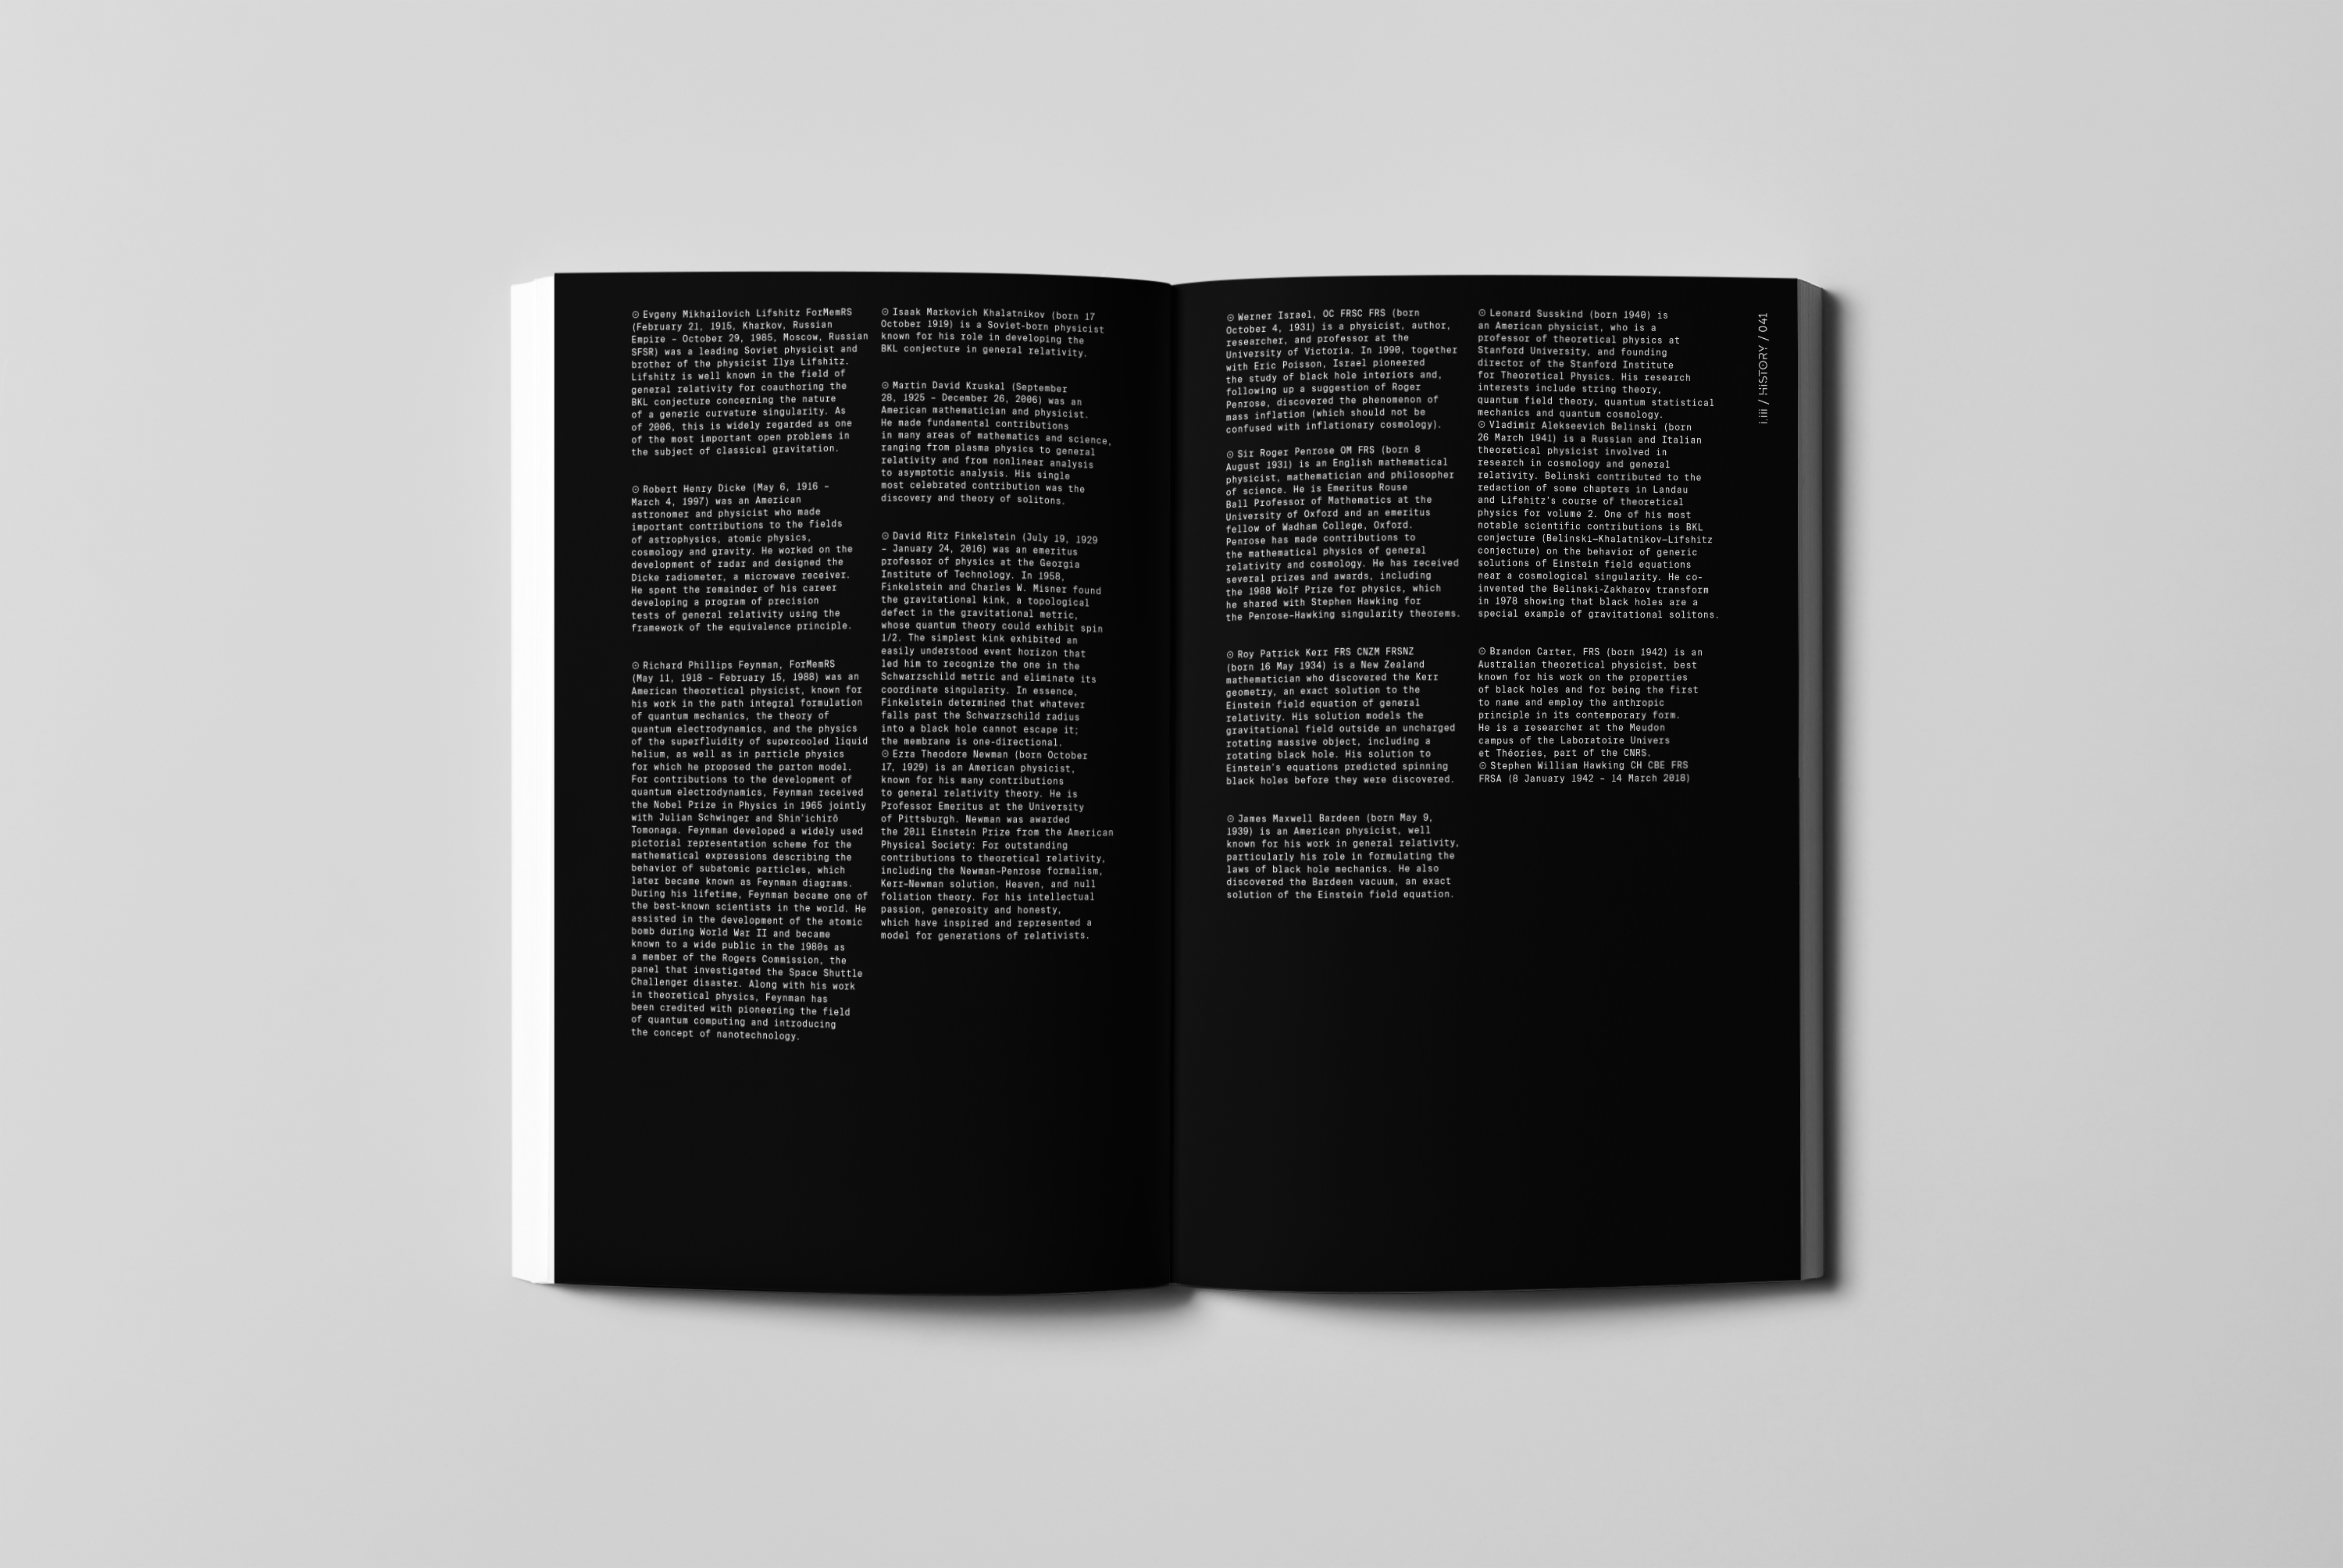 ⊙ Evgeny Mikhailovich Lifshitz ForMemRS
(February 21, 1915, Kharkov, Russian
Empire – October 29, 1985, Moscow, Russian
SFSR) was a leading Soviet physicist and
brother of the physicist Ilya Lifshitz.
Lifshitz is well known in the field of
general relativity for coauthoring the
BKL conjecture concerning the nature
of a generic curvature singularity. As
of 2006, this is widely regarded as one
of the most important open problems in
the subject of classical gravitation.
⊙ Robert Henry Dicke (May 6, 1916 –
March 4, 1997) was an American
astronomer and physicist who made
important contributions to the fields
of astrophysics, atomic physics,
cosmology and gravity. He worked on the
development of radar and designed the
Dicke radiometer, a microwave receiver.
He spent the remainder of his career
developing a program of precision
tests of general relativity using the
framework of the equivalence principle.
⊙ Richard Phillips Feynman, ForMemRS
(May 11, 1918 – February 15, 1988) was an
American theoretical physicist, known for
his work in the path integral formulation
of quantum mechanics, the theory of
quantum electrodynamics, and the physics
of the superfluidity of supercooled liquid
helium, as well as in particle physics
for which he proposed the parton model.
For contributions to the development of
quantum electrodynamics, Feynman received
the Nobel Prize in Physics in 1965 jointly
with Julian Schwinger and Shin'ichirō
Tomonaga. Feynman developed a widely used
pictorial representation scheme for the
mathematical expressions describing the
behavior of subatomic particles, which
later became known as Feynman diagrams.
During his lifetime, Feynman became one of
the best-known scientists in the world. He
assisted in the development of the atomic
bomb during World War II and became
known to a wide public in the 1980s as
a member of the Rogers Commission, the
panel that investigated the Space Shuttle
Challenger disaster. Along with his work
in theoretical physics, Feynman has
been credited with pioneering the field
of quantum computing and introducing
the concept of nanotechnology.
⊙ Isaak Markovich Khalatnikov (born 17
October 1919) is a Soviet-born physicist
known for his role in developing the
BKL conjecture in general relativity.
⊙ Martin David Kruskal (September
28, 1925 – December 26, 2006) was an
American mathematician and physicist.
He made fundamental contributions
in many areas of mathematics and science,
ranging from plasma physics to general
relativity and from nonlinear analysis
to asymptotic analysis. His single
most celebrated contribution was the
discovery and theory of solitons.
⊙ David Ritz Finkelstein (July 19, 1929
– January 24, 2016) was an emeritus
professor of physics at the Georgia
Institute of Technology. In 1958,
Finkelstein and Charles W. Misner found
the gravitational kink, a topological
defect in the gravitational metric,
whose quantum theory could exhibit spin
1/2. The simplest kink exhibited an
easily understood event horizon that
led him to recognize the one in the
Schwarzschild metric and eliminate its
coordinate singularity. In essence,
Finkelstein determined that whatever
falls past the Schwarzschild radius
into a black hole cannot escape it;
the membrane is one-directional.
⊙ Ezra Theodore Newman (born October
17, 1929) is an American physicist,
known for his many contributions
to general relativity theory. He is
Professor Emeritus at the University
of Pittsburgh. Newman was awarded
the 2011 Einstein Prize from the American
Physical Society: For outstanding
contributions to theoretical relativity,
including the Newman–Penrose formalism,
Kerr–Newman solution, Heaven, and null
foliation theory. For his intellectual
passion, generosity and honesty,
which have inspired and represented a
model for generations of relativists.
⊙ Werner Israel, OC FRSC FRS (born
October 4, 1931) is a physicist, author,
researcher, and professor at the
University of Victoria. In 1990, together
with Eric Poisson, Israel pioneered
the study of black hole interiors and,
following up a suggestion of Roger
Penrose, discovered the phenomenon of
mass inflation (which should not be
confused with inflationary cosmology).
⊙ Sir Roger Penrose OM FRS (born 8
August 1931) is an English mathematical
physicist, mathematician and philosopher
of science. He is Emeritus Rouse
Ball Professor of Mathematics at the
University of Oxford and an emeritus
fellow of Wadham College, Oxford.
Penrose has made contributions to
the mathematical physics of general
relativity and cosmology. He has received
several prizes and awards, including
the 1988 Wolf Prize for physics, which
he shared with Stephen Hawking for
the Penrose–Hawking singularity theorems.
⊙ Roy Patrick Kerr FRS CNZM FRSNZ
(born 16 May 1934) is a New Zealand
mathematician who discovered the Kerr
geometry, an exact solution to the
Einstein field equation of general
relativity. His solution models the
gravitational field outside an uncharged
rotating massive object, including a
rotating black hole. His solution to
Einstein's equations predicted spinning
black holes before they were discovered.
⊙ James Maxwell Bardeen (born May 9,
1939) is an American physicist, well
known for his work in general relativity,
particularly his role in formulating the
laws of black hole mechanics. He also
discovered the Bardeen vacuum, an exact
solution of the Einstein field equation.
⊙ Leonard Susskind (born 1940) is
an American physicist, who is a
professor of theoretical physics at
Stanford University, and founding
director of the Stanford Institute
for Theoretical Physics. His research
interests include string theory,
quantum field theory, quantum statistical
mechanics and quantum cosmology.
⊙ Vladimir Alekseevich Belinski (born
26 March 1941) is a Russian and Italian
theoretical physicist involved in
research in cosmology and general
relativity. Belinski contributed to the
redaction of some chapters in Landau
and Lifshitz's course of theoretical
physics for volume 2. One of his most
notable scientific contributions is BKL
conjecture (Belinski–Khalatnikov–Lifshitz
conjecture) on the behavior of generic
solutions of Einstein field equations
near a cosmological singularity. He co-
invented the Belinski-Zakharov transform
in 1978 showing that black holes are a
special example of gravitational solitons.
⊙ Brandon Carter, FRS (born 1942) is an
Australian theoretical physicist, best
known for his work on the properties
of black holes and for being the first
to name and employ the anthropic
principle in its contemporary form.
He is a researcher at the Meudon
campus of the Laboratoire Univers
et Théories, part of the CNRS.
⊙ Stephen William Hawking CH CBE FRS
FRSA (8 January 1942 – 14 March 2018)
i.iii / HiSTORY / 041